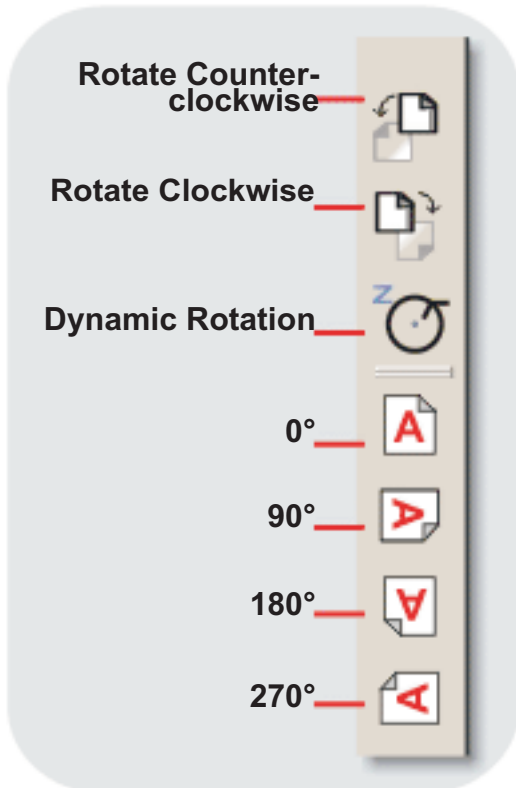 Rotate Counter-
clockwise
Rotate Clockwise
Z
Dynamic Rotation
0°
A
90°
A
180°
A
270°
A